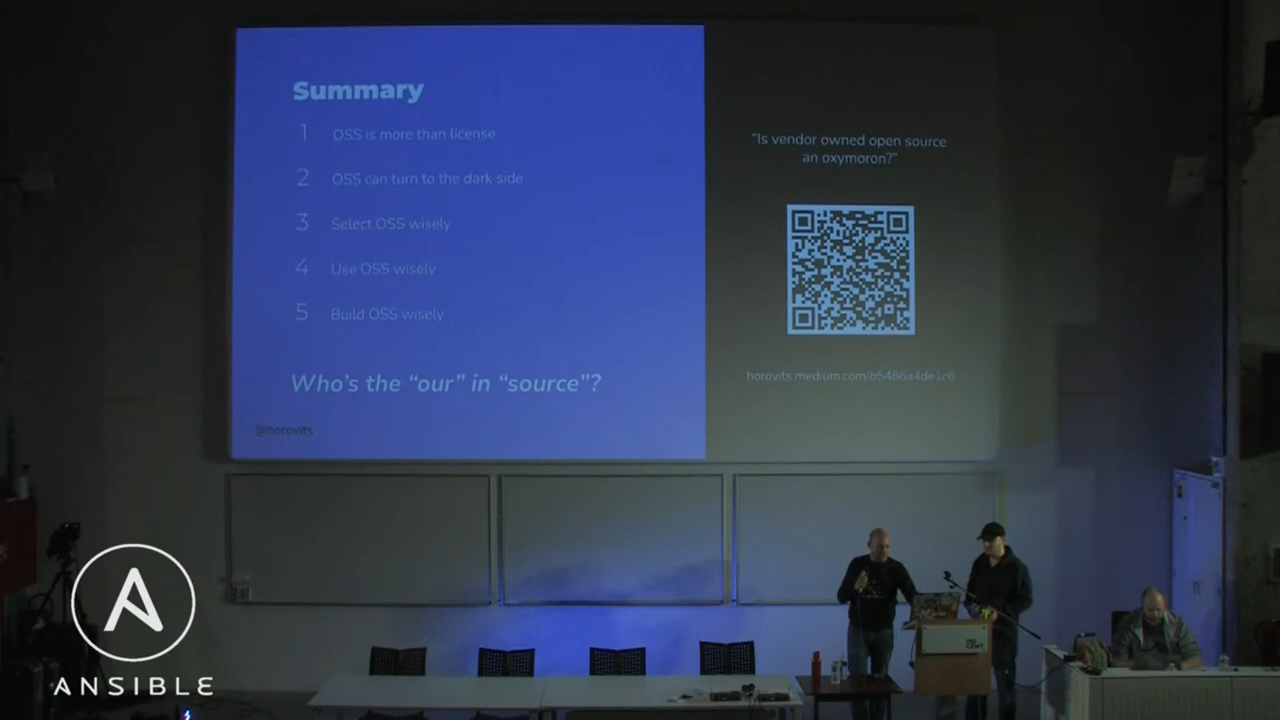 Summary
1 OSS is more than license
2 OSS can turn to the dark side
3 Select OSS wisely
4 Use OSS wisely
5 Build OSS wisely
Who's the "our" in "source"?
@horovits
"Is vendor owned open source
an oxymoron?"
horovits.medium.com/b5486a4de1c6
HO
GENT
ANSIBLE